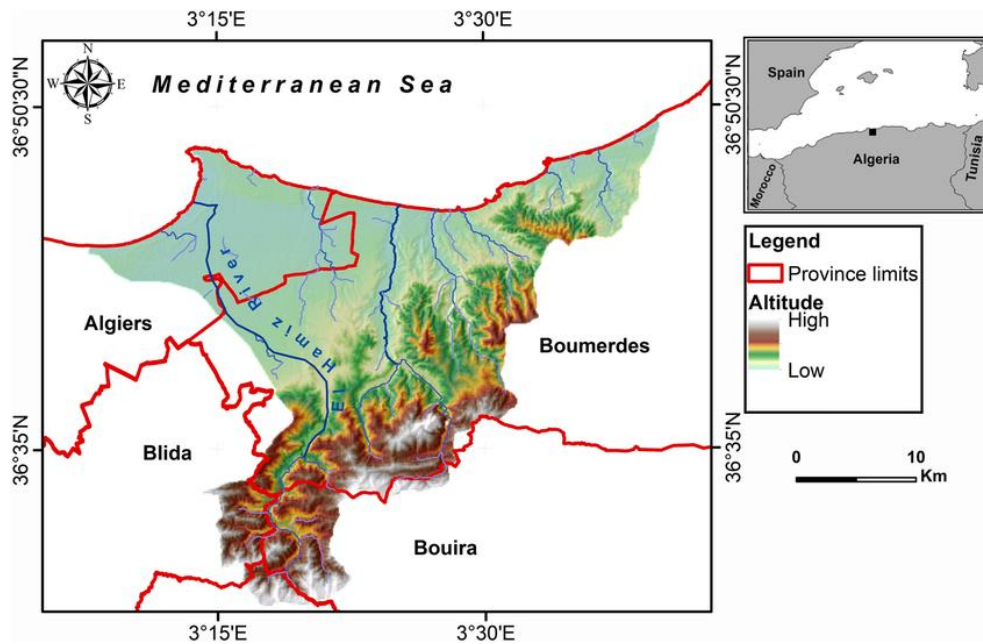 3°15'E
3°30'E
N
W
E
S
Mediterranean Sea
36°50'30"N
36°50'30"N
Spain
Algeria
Morocco
Tunisia
Legend
Province limits
Altitude
High
Low
El Hamiz River
Algiers
Boumerdes
Blida
36°35'N
36°35'N
0
10
Km
Bouira
3°15'E
3°30'E